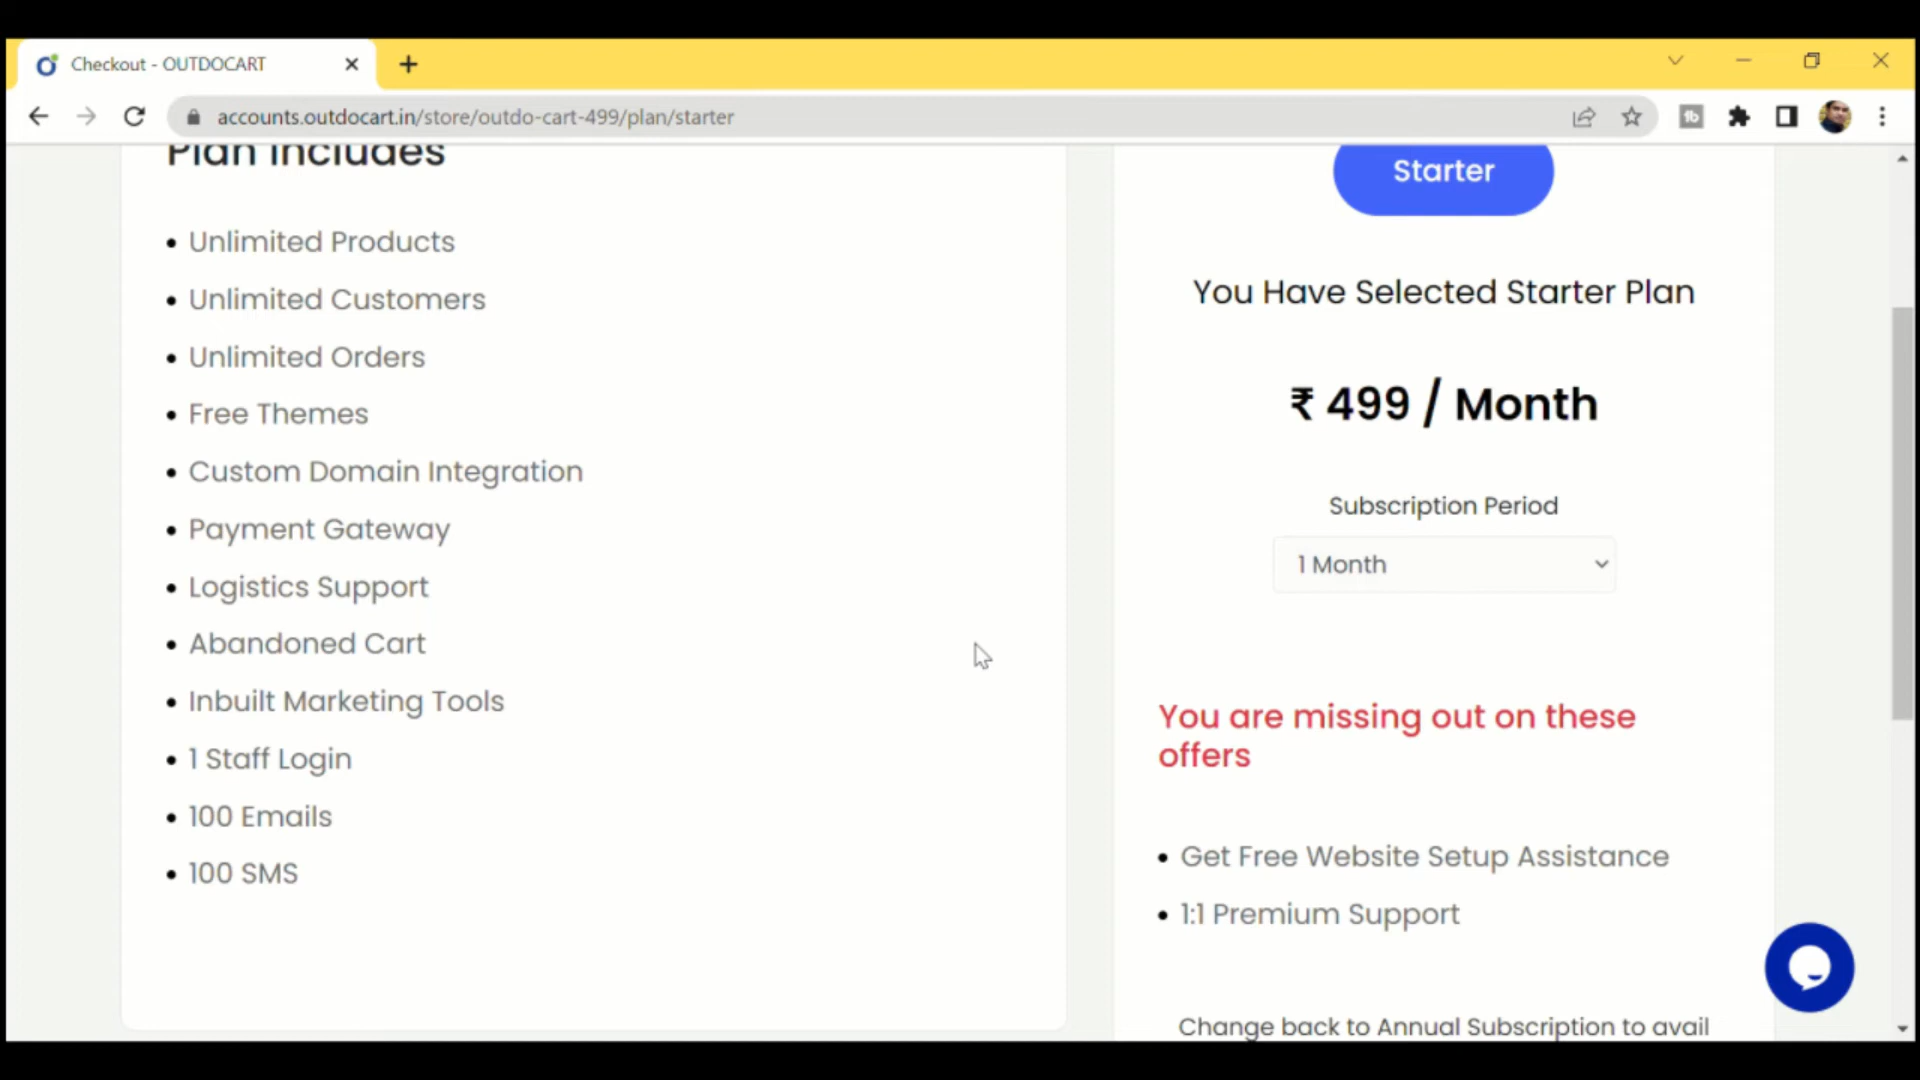 Checkout - OUTDOCART
accounts.outdocart.in/store/outdo-cart-499/plan/starter
Plan Includes
Unlimited Products
Unlimited Customers
Unlimited Orders
Free Themes
Custom Domain Integration
Payment Gateway
Logistics Support
Abandoned Cart
Inbuilt Marketing Tools
1 Staff Login
100 Emails
100 SMS
Starter
You Have Selected Starter Plan
₹ 499 / Month
Subscription Period
1 Month
You are missing out on these
offers
Get Free Website Setup Assistance
1:1 Premium Support
Change back to Annual Subscription to avail